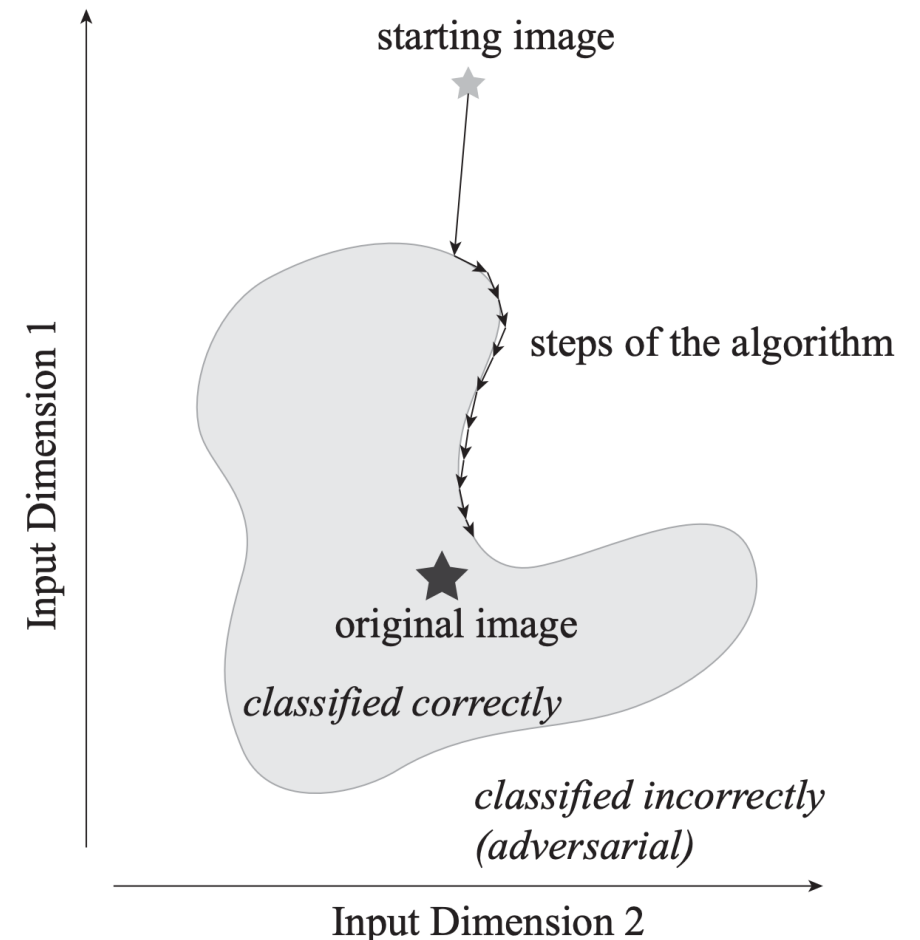 starting image
steps of the algorithm
Input Dimension 1
original image
classified correctly
classified incorrectly
(adversarial)
Input Dimension 2